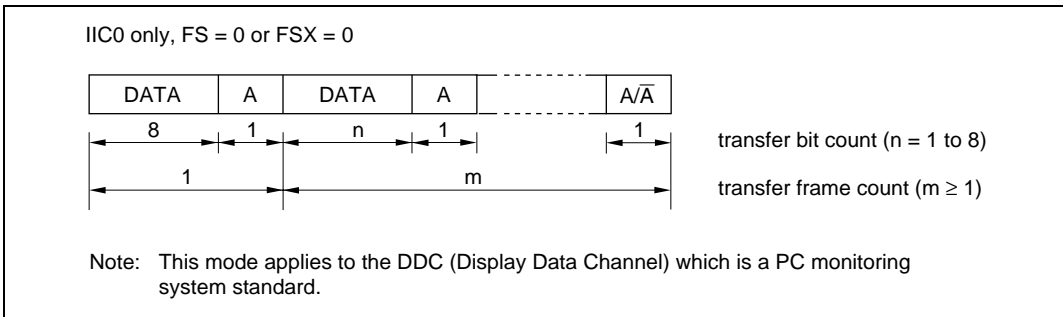 IIC0 only, FS = 0 or FSX = 0
DATA A DATA A A/A̅
8 1 n 1 1 transfer bit count (n = 1 to 8)
1 m transfer frame count (m ≥ 1)
Note: This mode applies to the DDC (Display Data Channel) which is a PC monitoring
system standard.